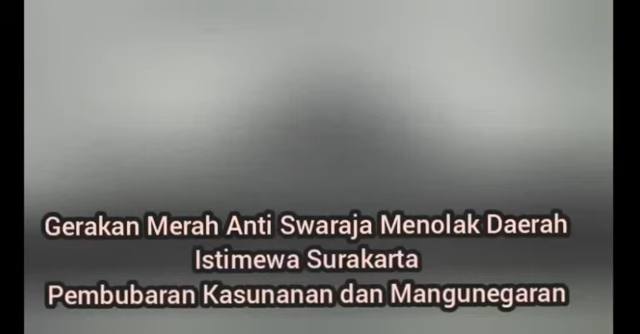 Gerakan Merah Anti Swaraja Menolak Daerah
Istimewa Surakarta
Pembubaran Kasunanan dan Mangunegaran